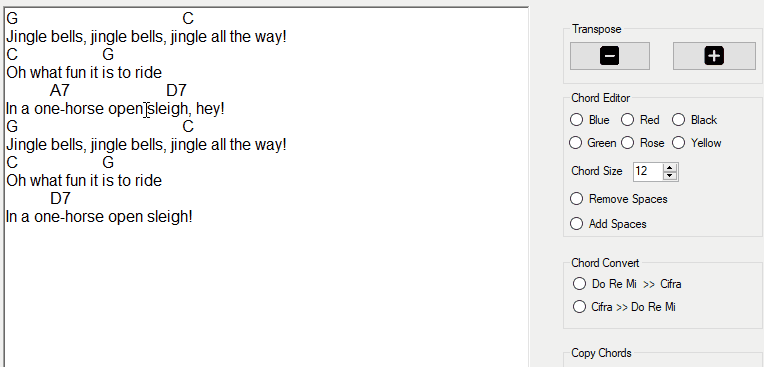 G C
Jingle bells, jingle bells, jingle all the way!
C G
Oh what fun it is to ride
A7 D7
In a one-horse open sleigh, hey!
G C
Jingle bells, jingle bells, jingle all the way!
C G
Oh what fun it is to ride
D7
In a one-horse open sleigh!
Transpose
Chord Editor
Blue Red Black
Green Rose Yellow
Chord Size 12
Remove Spaces
Add Spaces
Chord Convert
Do Re Mi >> Cifra
Cifra >> Do Re Mi
Copy Chords